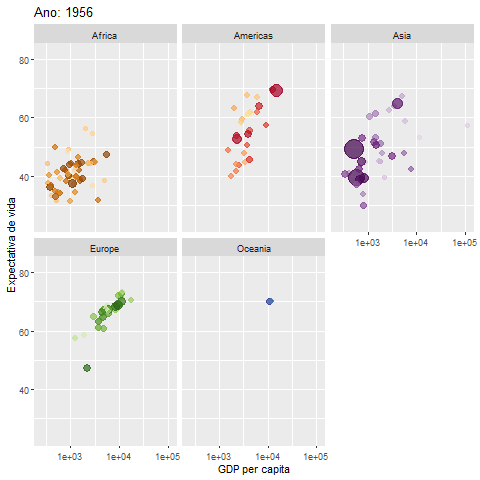 Ano: 1956
Africa
Americas
Asia
80
60
40
Expectativa de vida
1e+03
1e+04
1e+05
Europe
Oceania
80
60
40
1e+03
1e+04
1e+05
1e+03
1e+04
1e+05
GDP per capita